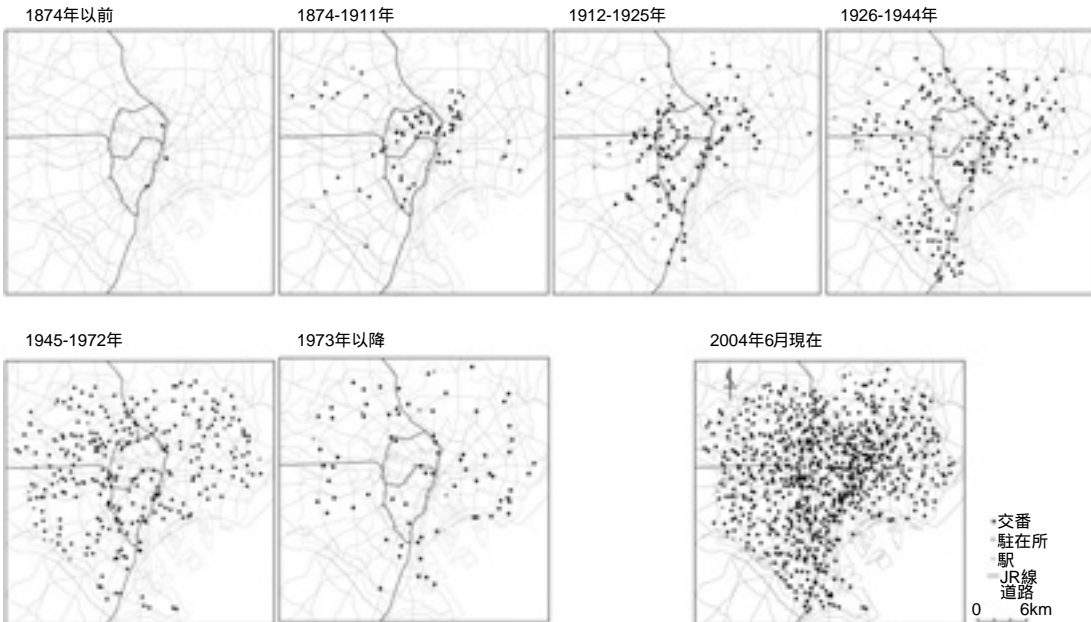 1874年以前
1874-1911年
1912-1925年
1926-1944年
1945-1972年
1973年以降
2004年6月現在
交番
駐在所
駅
JR線
道路
0 6km